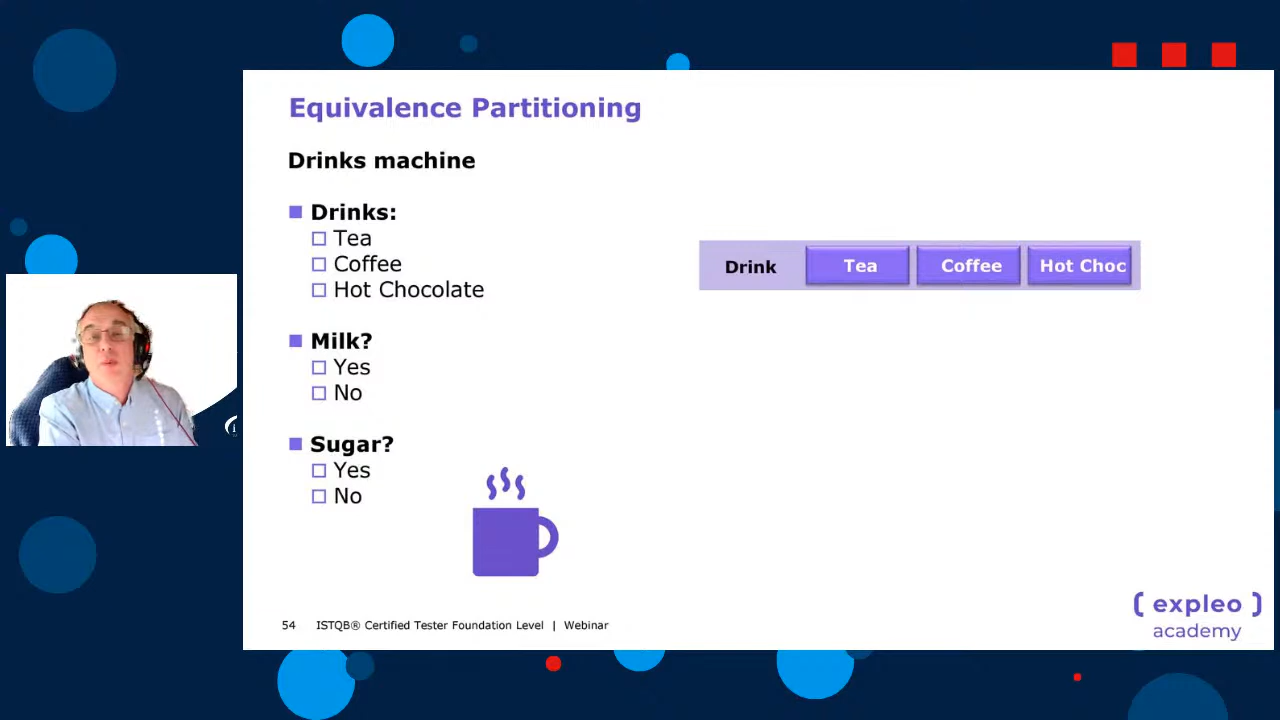 Equivalence Partitioning
Drinks machine
Drinks:
Tea
Coffee
Hot Chocolate
Milk?
Yes
No
Sugar?
Yes
No
Drink Tea Coffee Hot Choc
54 ISTQB® Certified Tester Foundation Level | Webinar
( expleo )
academy